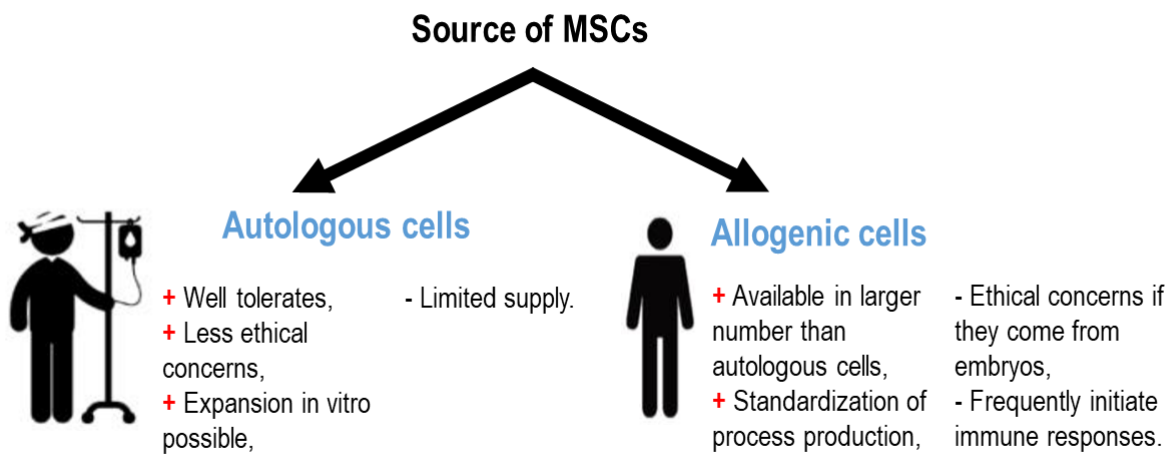 Source of MSCs
Autologous cells
+ Well tolerates,
+ Less ethical
concerns,
+ Expansion in vitro
possible,
- Limited supply.
Allogenic cells
+ Available in larger
number than
autologous cells,
+ Standardization of
process production,
- Ethical concerns if
they come from
embryos,
- Frequently initiate
immune responses.